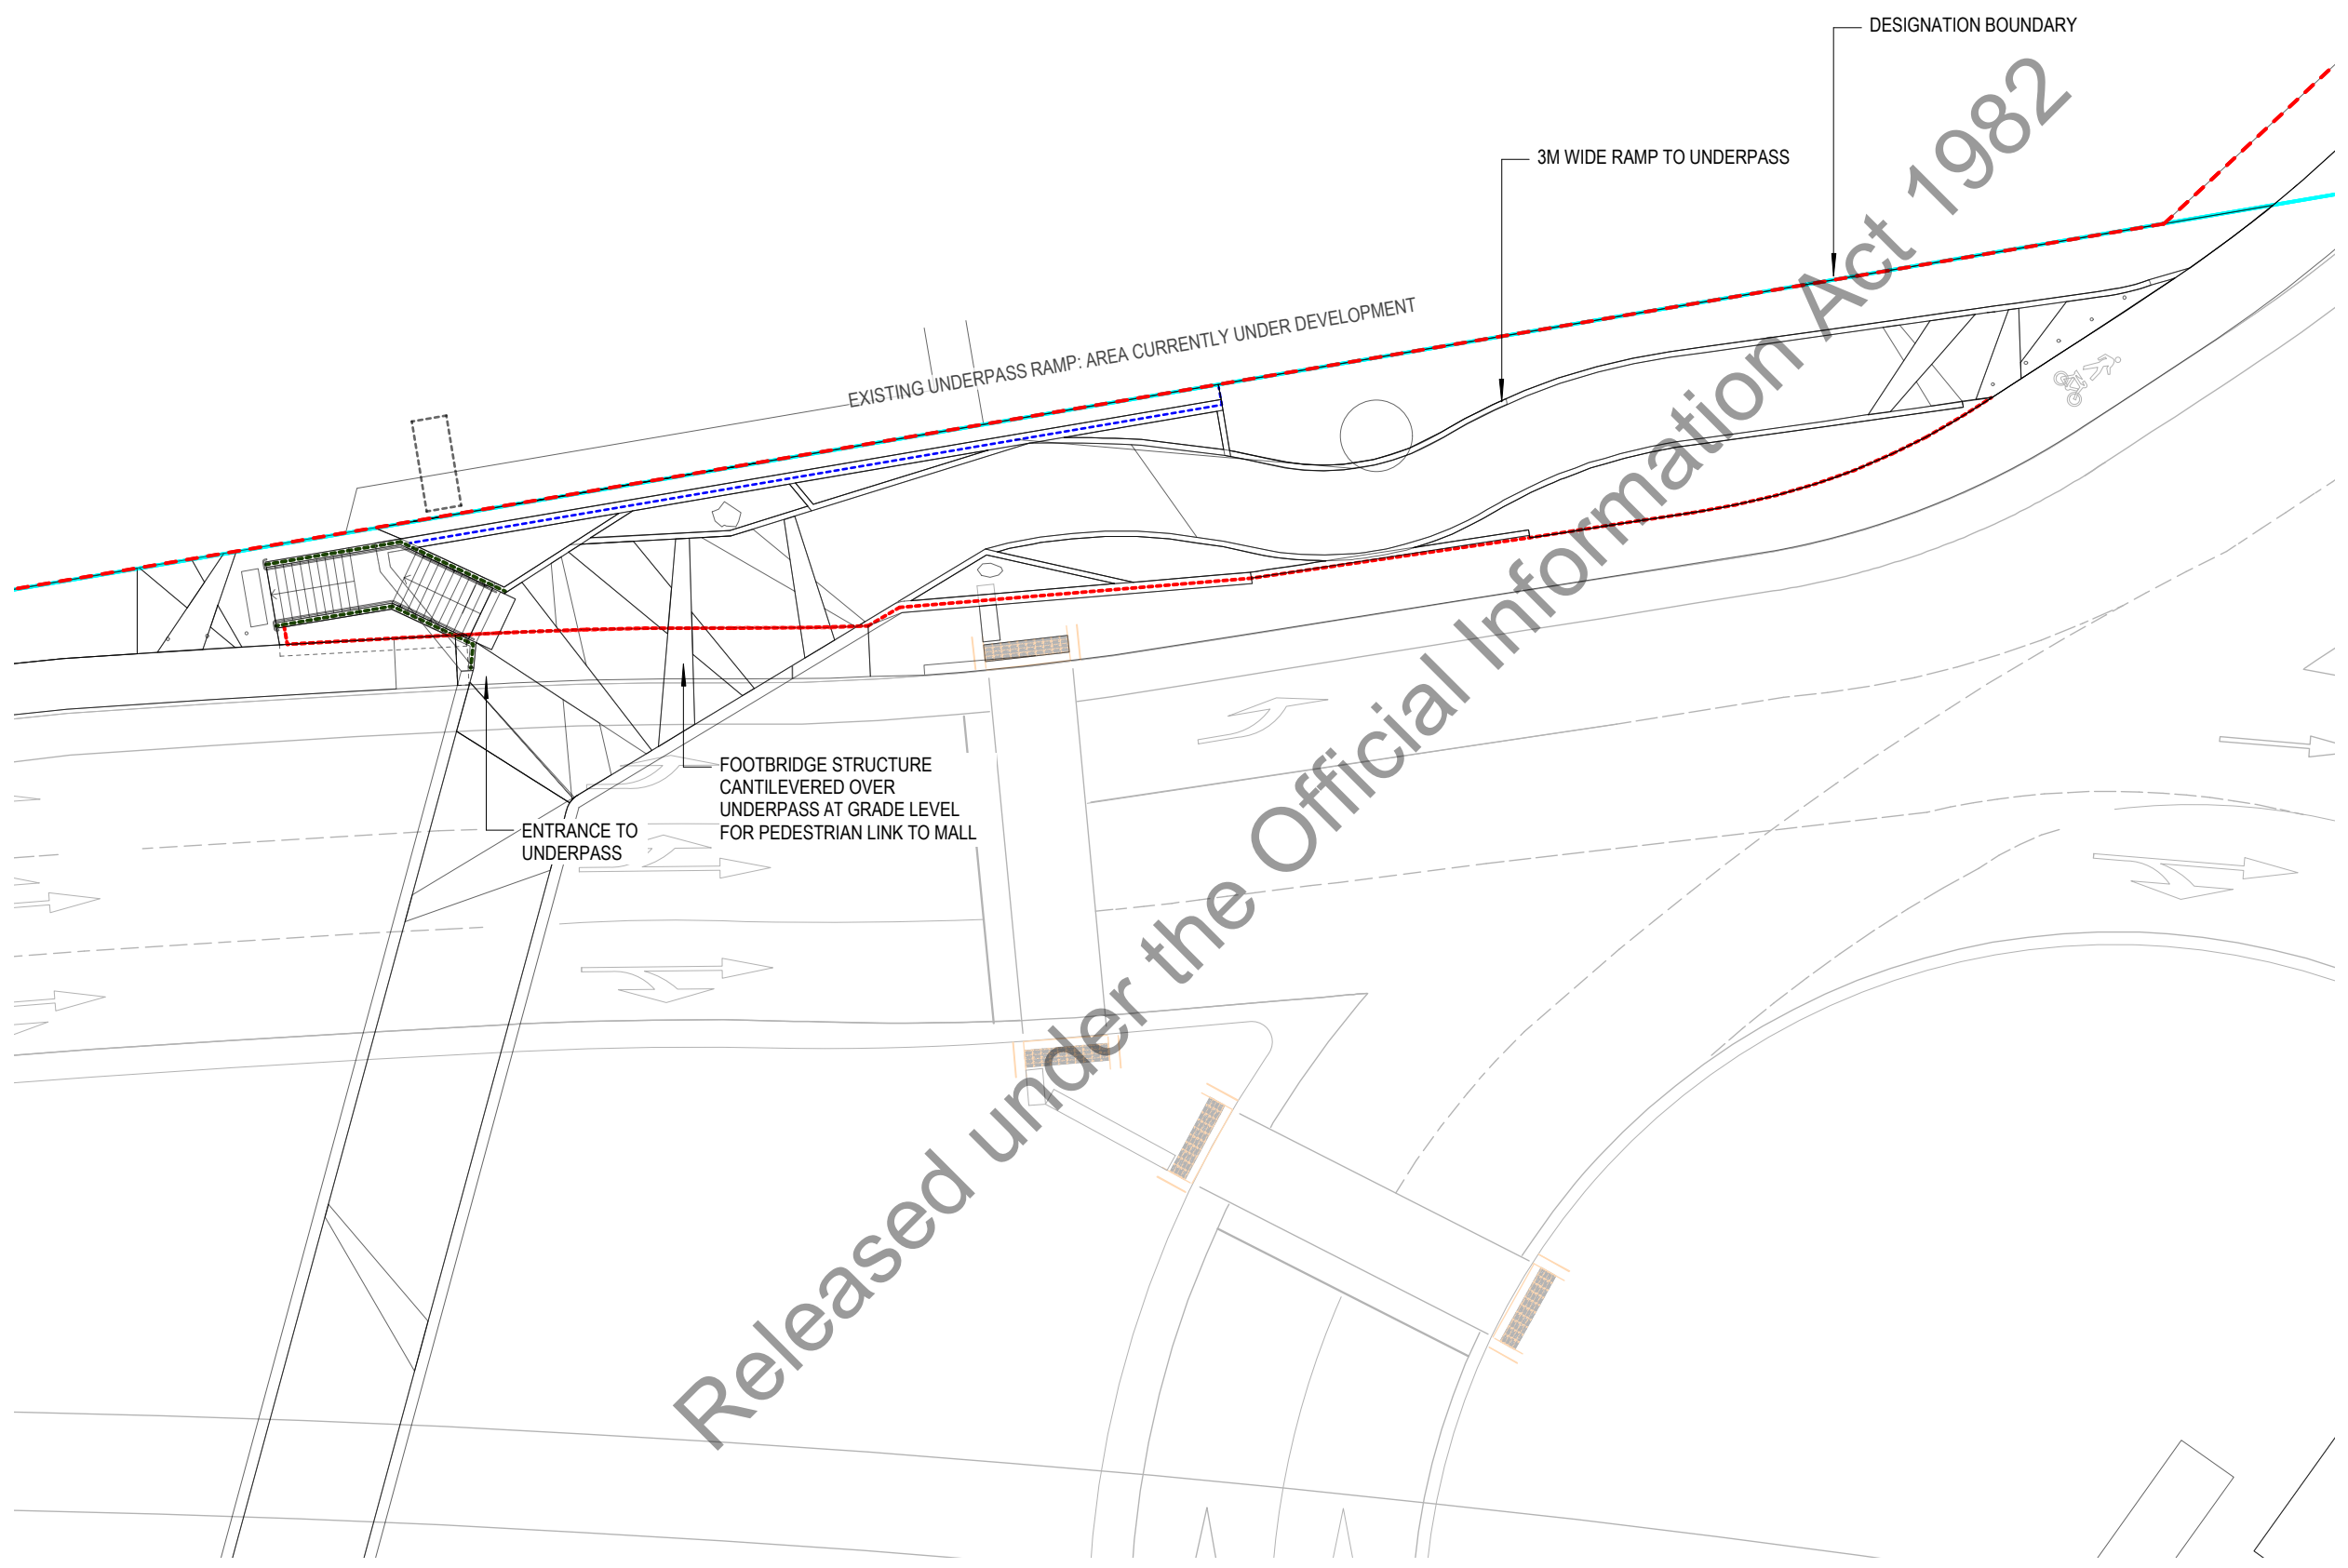 DESIGNATION BOUNDARY
3M WIDE RAMP TO UNDERPASS
EXISTING UNDERPASS RAMP: AREA CURRENTLY UNDER DEVELOPMENT
FOOTBRIDGE STRUCTURE
CANTILEVERED OVER
UNDERPASS AT GRADE LEVEL
FOR PEDESTRIAN LINK TO MALL
ENTRANCE TO
UNDERPASS
Released under the Official Information Act 1982